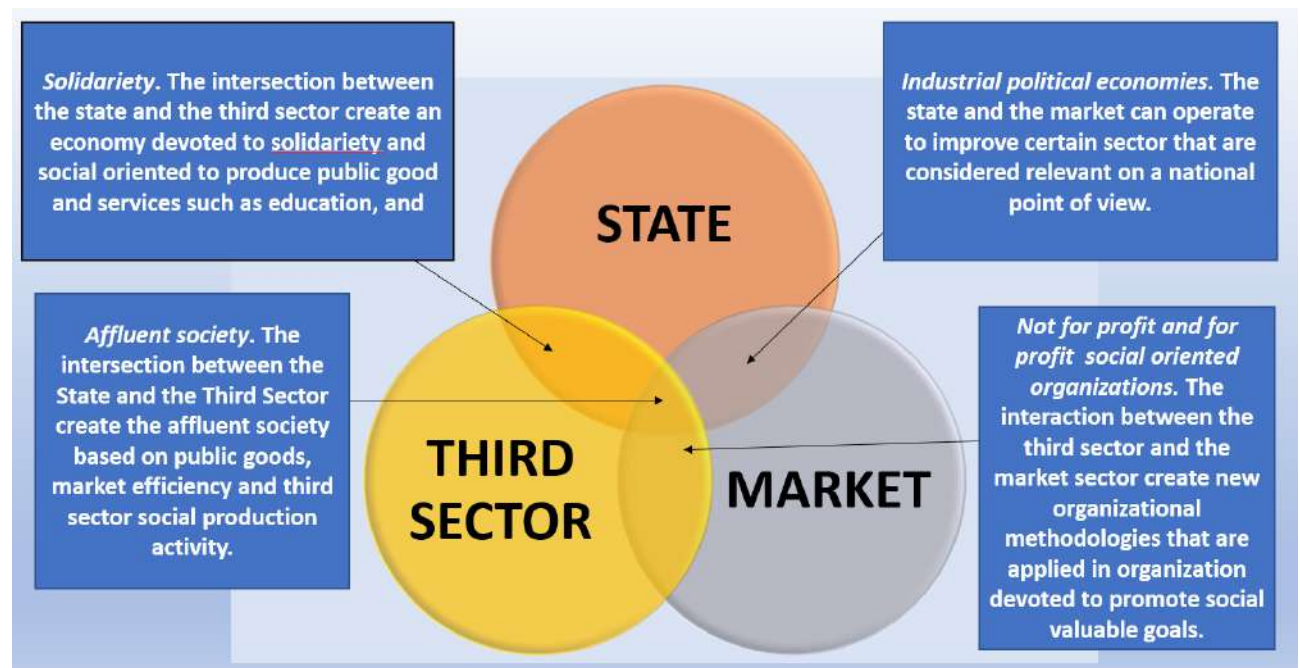 Solidariety. The intersection between
the state and the third sector create an
economy devoted to solidariety and
social oriented to produce public good
and services such as education, and
Industrial political economies. The
state and the market can operate
to improve certain sector that are
considered relevant on a national
point of view.
STATE
Affluent society. The
intersection between the
State and the Third Sector
create the affluent society
based on public goods,
market efficiency and third
sector social production
activity.
THIRD
SECTOR
MARKET
Not for profit and for
profit social oriented
organizations. The
interaction between the
third sector and the
market sector create new
organizational
methodologies that are
applied in organization
devoted to promote social
valuable goals.